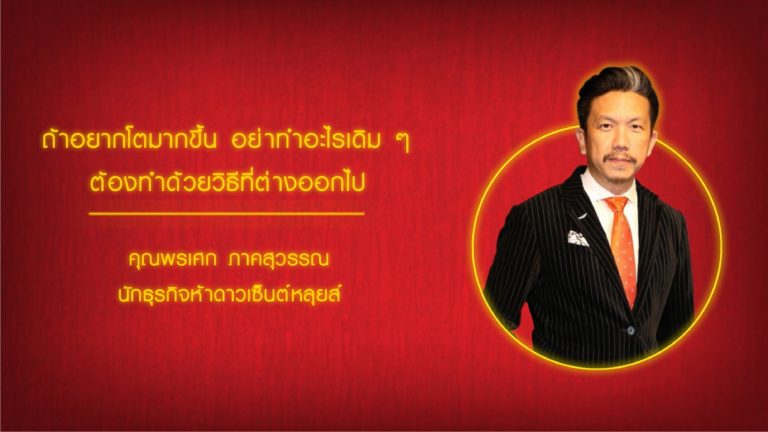 ถ้าอยากโตมากขึ้น อย่าทำอะไรเดิม ๆ
ต้องทำด้วยวิธีที่ต่างออกไป
คุณพรเศก ภาคสุวรรณ
นักธุรกิจห้าดาวเซ็นต์หลุยส์